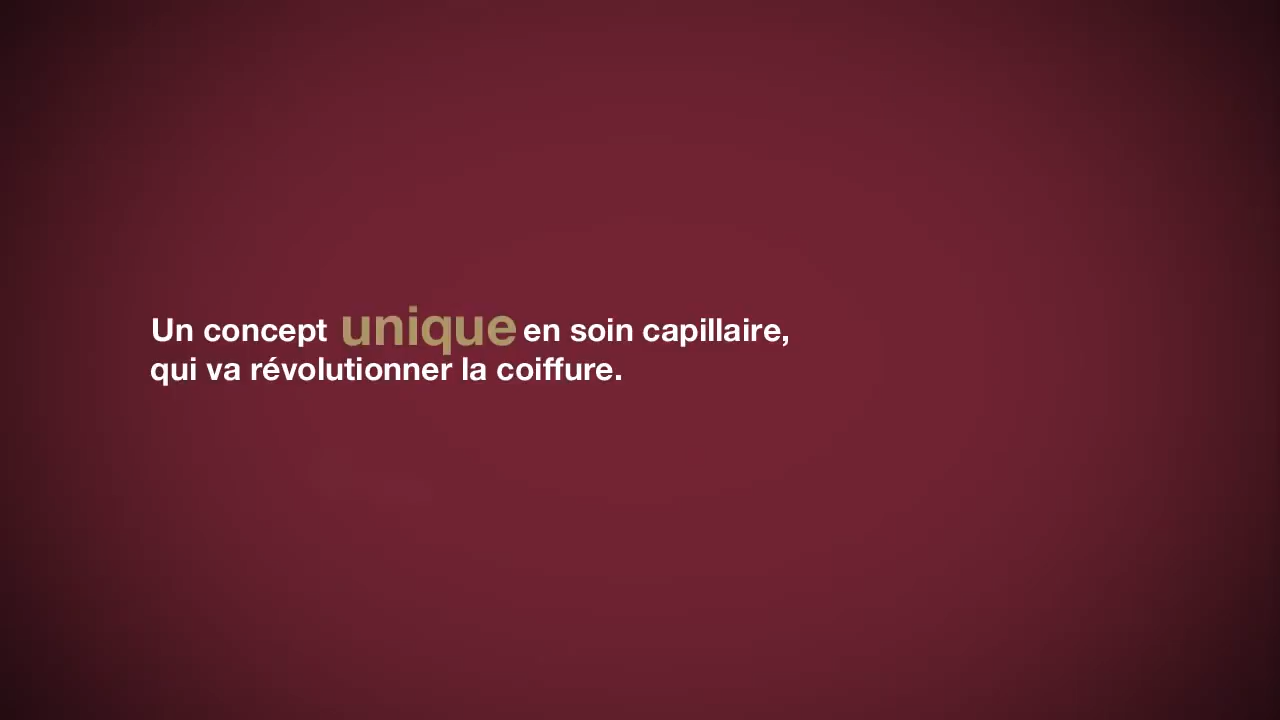 Un concept unique en soin capillaire,
qui va révolutionner la coiffure.